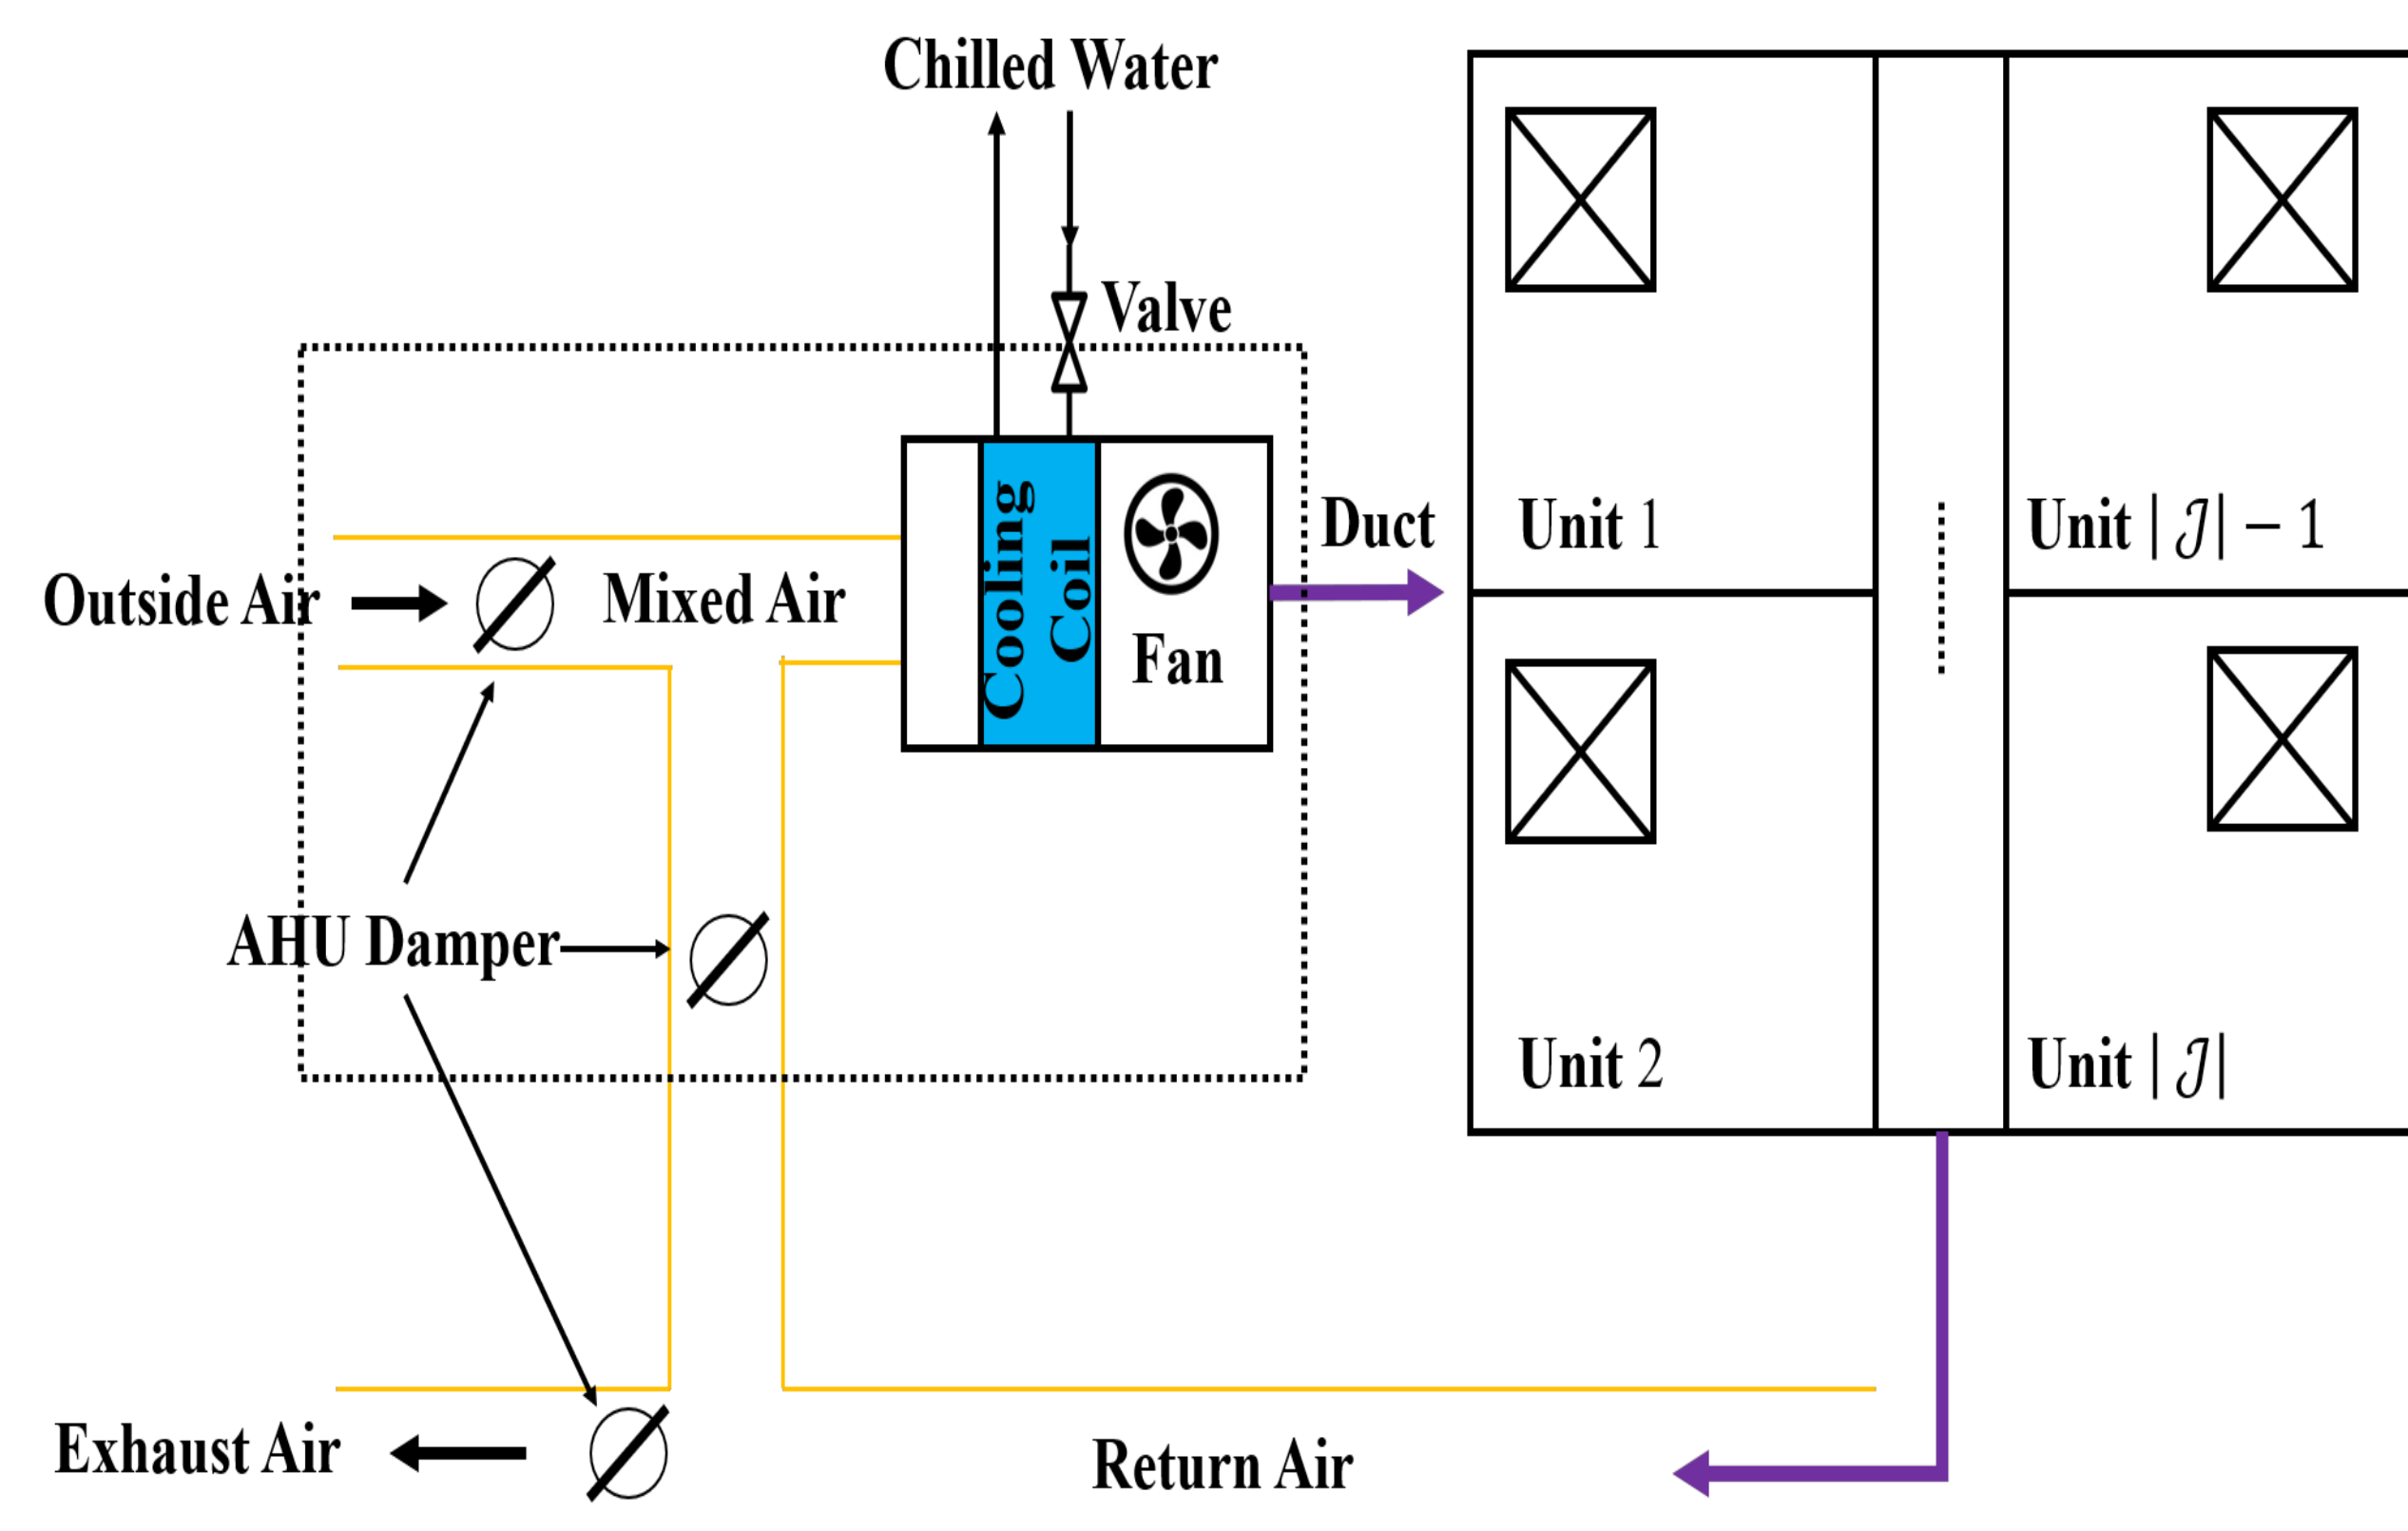 Chilled Water
Valve
Cooling
Coil
Fan
Duct
Outside Air
Mixed Air
AHU Damper
Exhaust Air
Return Air
Unit 1
Unit |𝒥| − 1
Unit 2
Unit |𝒥|